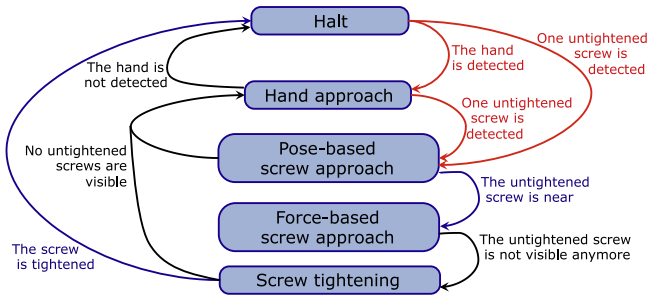 Halt
One untightened
screw is
detected
The hand
is detected
The hand is
not detected
Hand approach
One untightened
screw is
detected
Pose-based
screw approach
No untightened
screws are
visible
The untightened
screw is near
Force-based
screw approach
The untightened screw
is not visible anymore
The screw
is tightened
Screw tightening